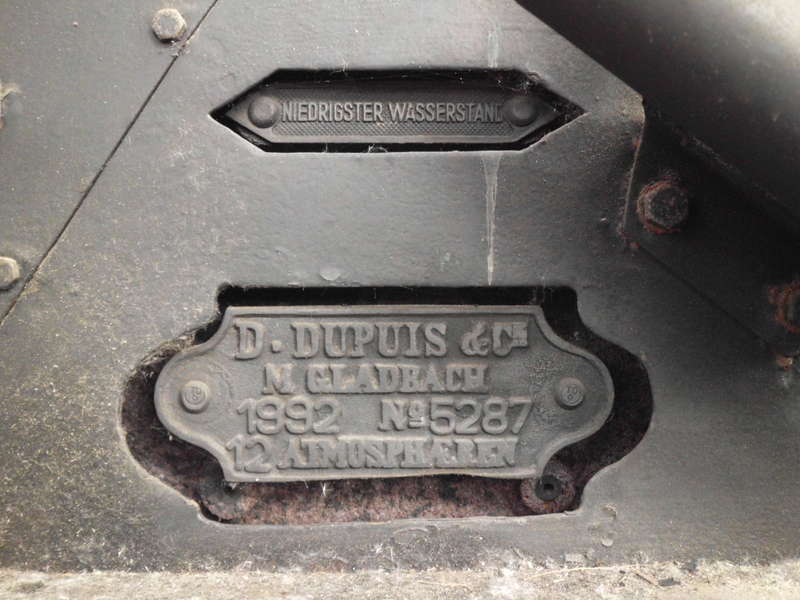 NIEDRIGSTER WASSERSTAND
D. DUPUIS & CIE
M GLADBACH
1992 No 5287
12 ATMOSPHÆREN